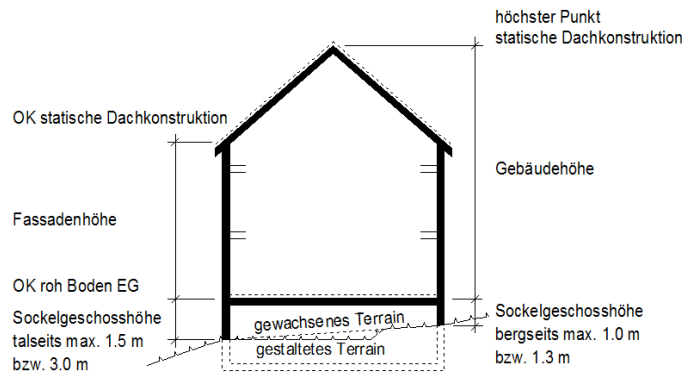 höchster Punkt
statische Dachkonstruktion
OK statische Dachkonstruktion
Gebäudehöhe
Fassadenhöhe
OK roh Boden EG
Sockelgeschosshöhe
talseits max. 1.5 m
bzw. 3.0 m
gewachsenes Terrain
gestaltetes Terrain
Sockelgeschosshöhe
bergseits max. 1.0 m
bzw. 1.3 m